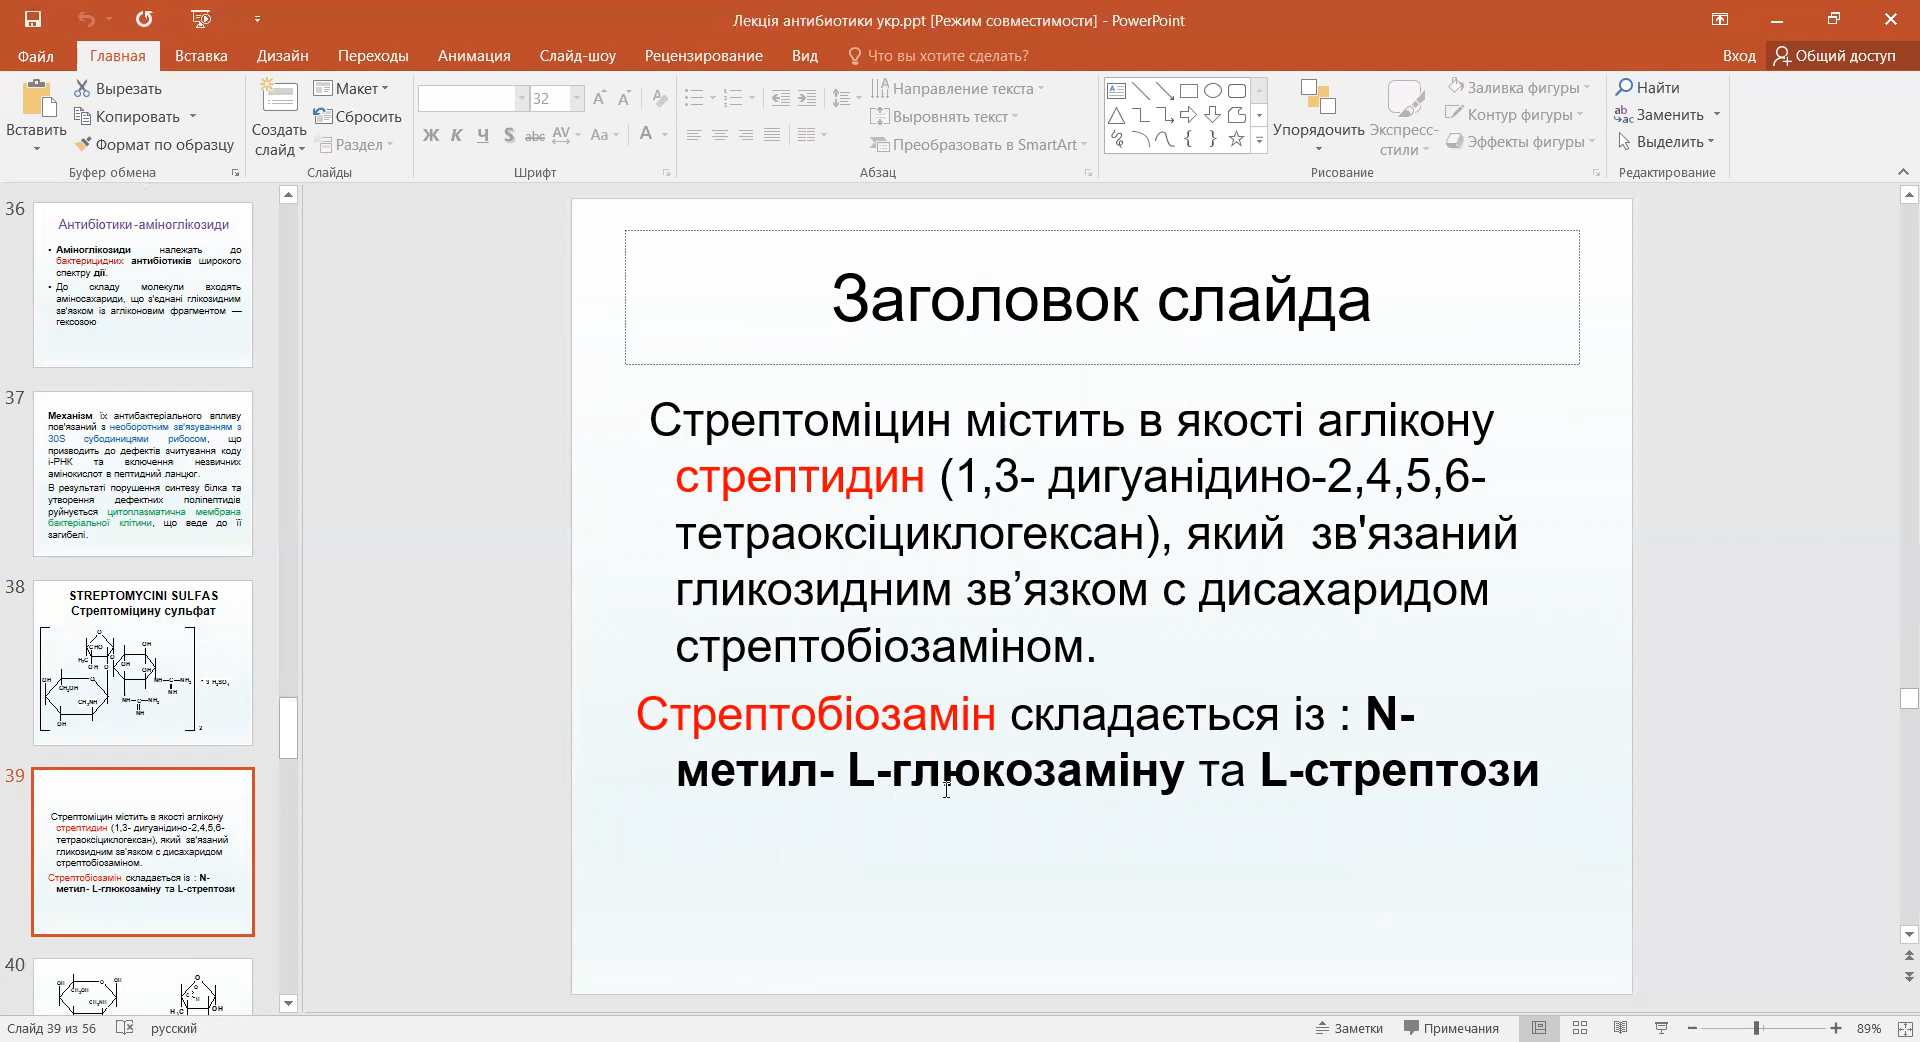 Лекція антибиотики укр.ppt [Режим совместимости] - PowerPoint
Файл Главная Вставка Дизайн Переходы Анимация Слайд-шоу Рецензирование Вид Что вы хотите сделать? Вход Общий доступ
Вставить
Вырезать
Копировать
Формат по образцу
Буфер обмена
Создать
слайд
Макет
Сбросить
Раздел
Слайды
32
Ж К Ч S abc AV Aa A
Шрифт
Направление текста
Выровнять текст
Преобразовать в SmartArt
Абзац
Упорядочить
Экспресс-
стили
Заливка фигуры
Контур фигуры
Эффекты фигуры
Рисование
Найти
Заменить
Выделить
Редактирование
36
Антибіотики-аміноглікозиди
• Аміноглікозиди належать до
бактерицидних антибіотиків широкого
спектру дії.
• До складу молекули входять
аміносахариди, що з'єднані глікозидним
зв'язком із агліконовим фрагментом —
гексозою
37
Механізм їх антибактеріального впливу
пов'язаний з необоротним зв'язуванням з
30S субодиницями рибосом, що
призводить до дефектів зчитування коду
і-РНК та включення незвичних
амінокислот в пептидний ланцюг.
В результаті порушення синтезу білка та
утворення дефектних поліпептидів
руйнується цитоплазматична мембрана
бактеріальної клітини, що веде до її
загибелі.
38
STREPTOMYCINI SULFAS
Стрептоміцину сульфат
39
Стрептоміцин містить в якості аглікону
стрептидин (1,3- дигуанідино-2,4,5,6-
тетраоксіциклогексан), який зв'язаний
гликозидним зв’язком с дисахаридом
стрептобіозаміном.
Стрептобіозамін складається із : N-
метил- L-глюкозаміну та L-стрептози
40
Заголовок слайда
Стрептоміцин містить в якості аглікону
стрептидин (1,3- дигуанідино-2,4,5,6-
тетраоксіциклогексан), який зв'язаний
гликозидним зв’язком с дисахаридом
стрептобіозаміном.
Стрептобіозамін складається із : N-
метил- L-глюкозаміну та L-стрептози
Слайд 39 из 56 русский Заметки Примечания 89%